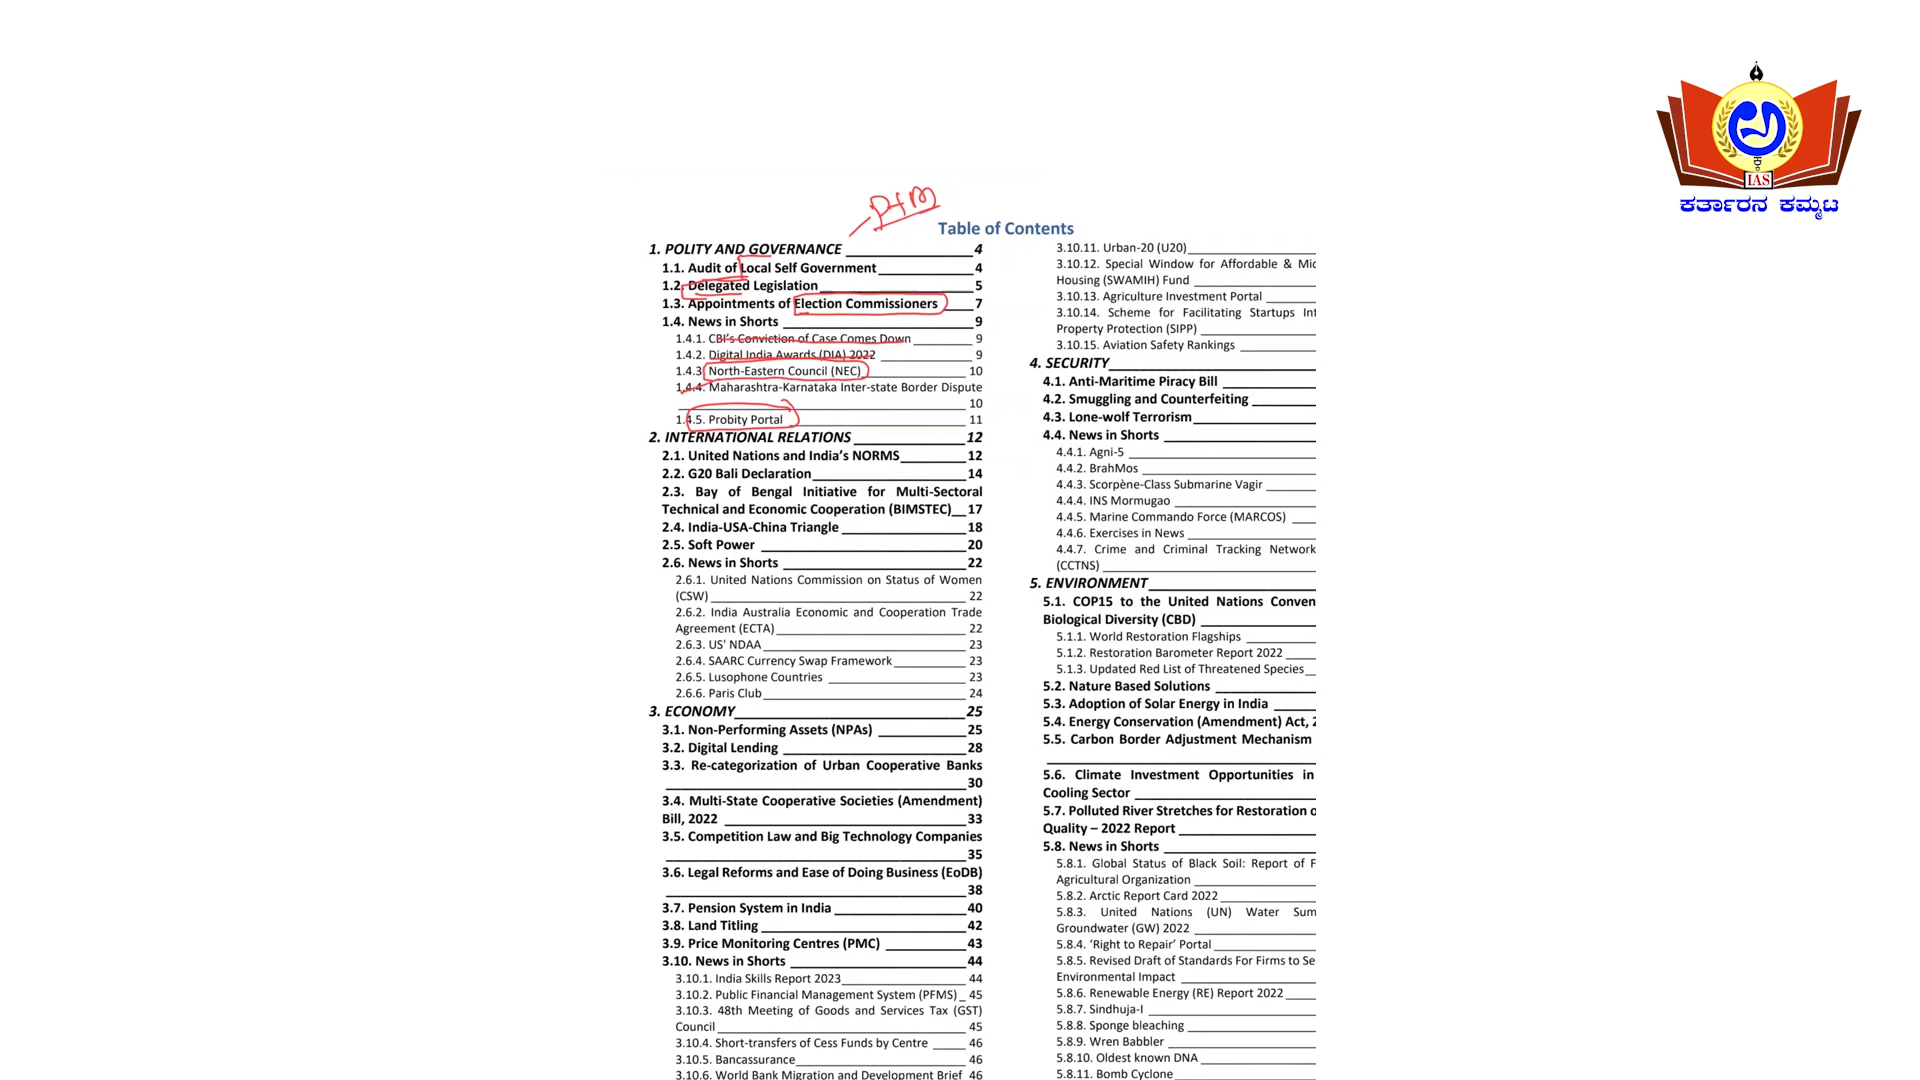 P+M
Table of Contents
1. POLITY AND GOVERNANCE 4
1.1. Audit of Local Self Government 4
1.2. Delegated Legislation 5
1.3. Appointments of Election Commissioners 7
1.4. News in Shorts 9
1.4.1. CBI's Conviction of Case Comes Down 9
1.4.2. Digital India Awards (DIA) 2022 9
1.4.3. North-Eastern Council (NEC) 10
1.4.4. Maharashtra-Karnataka Inter-state Border Dispute
10
1.4.5. Probity Portal 11
2. INTERNATIONAL RELATIONS 12
2.1. United Nations and India's NORMS 12
2.2. G20 Bali Declaration 14
2.3. Bay of Bengal Initiative for Multi-Sectoral
Technical and Economic Cooperation (BIMSTEC) 17
2.4. India-USA-China Triangle 18
2.5. Soft Power 20
2.6. News in Shorts 22
2.6.1. United Nations Commission on Status of Women
(CSW) 22
2.6.2. India Australia Economic and Cooperation Trade
Agreement (ECTA) 22
2.6.3. US' NDAA 23
2.6.4. SAARC Currency Swap Framework 23
2.6.5. Lusophone Countries 23
2.6.6. Paris Club 24
3. ECONOMY 25
3.1. Non-Performing Assets (NPAs) 25
3.2. Digital Lending 28
3.3. Re-categorization of Urban Cooperative Banks
30
3.4. Multi-State Cooperative Societies (Amendment)
Bill, 2022 33
3.5. Competition Law and Big Technology Companies
35
3.6. Legal Reforms and Ease of Doing Business (EoDB)
38
3.7. Pension System in India 40
3.8. Land Titling 42
3.9. Price Monitoring Centres (PMC) 43
3.10. News in Shorts 44
3.10.1. India Skills Report 2023 44
3.10.2. Public Financial Management System (PFMS) 45
3.10.3. 48th Meeting of Goods and Services Tax (GST)
Council 45
3.10.4. Short-transfers of Cess Funds by Centre 46
3.10.5. Bancassurance 46
3.10.6. World Bank Migration and Development Brief 46
3.10.11. Urban-20 (U20)
3.10.12. Special Window for Affordable & Mid
Housing (SWAMIH) Fund
3.10.13. Agriculture Investment Portal
3.10.14. Scheme for Facilitating Startups Int
Property Protection (SIPP)
3.10.15. Aviation Safety Rankings
4. SECURITY
4.1. Anti-Maritime Piracy Bill
4.2. Smuggling and Counterfeiting
4.3. Lone-wolf Terrorism
4.4. News in Shorts
4.4.1. Agni-5
4.4.2. BrahMos
4.4.3. Scorpène-Class Submarine Vagir
4.4.4. INS Mormugao
4.4.5. Marine Commando Force (MARCOS)
4.4.6. Exercises in News
4.4.7. Crime and Criminal Tracking Network
(CCTNS)
5. ENVIRONMENT
5.1. COP15 to the United Nations Conven
Biological Diversity (CBD)
5.1.1. World Restoration Flagships
5.1.2. Restoration Barometer Report 2022
5.1.3. Updated Red List of Threatened Species
5.2. Nature Based Solutions
5.3. Adoption of Solar Energy in India
5.4. Energy Conservation (Amendment) Act, 2
5.5. Carbon Border Adjustment Mechanism
5.6. Climate Investment Opportunities in
Cooling Sector
5.7. Polluted River Stretches for Restoration o
Quality – 2022 Report
5.8. News in Shorts
5.8.1. Global Status of Black Soil: Report of F
Agricultural Organization
5.8.2. Arctic Report Card 2022
5.8.3. United Nations (UN) Water Sum
Groundwater (GW) 2022
5.8.4. 'Right to Repair' Portal
5.8.5. Revised Draft of Standards For Firms to Se
Environmental Impact
5.8.6. Renewable Energy (RE) Report 2022
5.8.7. Sindhuja-I
5.8.8. Sponge bleaching
5.8.9. Wren Babbler
5.8.10. Oldest known DNA
5.8.11. Bomb Cyclone
IAS
ಕರ್ತಾರನ ಕಮ್ಮಟ